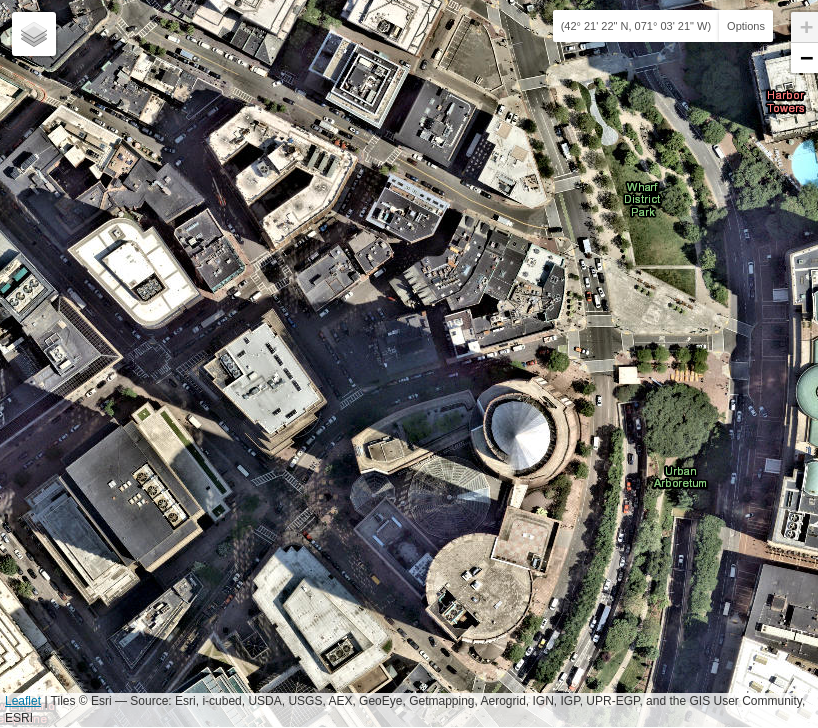 (42° 21' 22" N, 071° 03' 21" W) Options
+
−
Harbor
Towers
Wharf
District
Park
Urban
Arboretum
Leaflet | Tiles © Esri — Source: Esri, i-cubed, USDA, USGS, AEX, GeoEye, Getmapping, Aerogrid, IGN, IGP, UPR-EGP, and the GIS User Community,
ESRI